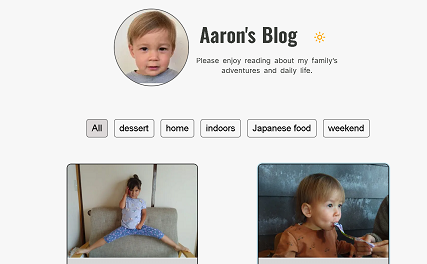 Aaron's Blog
Please enjoy reading about my family's
adventures and daily life.
All dessert home indoors Japanese food weekend